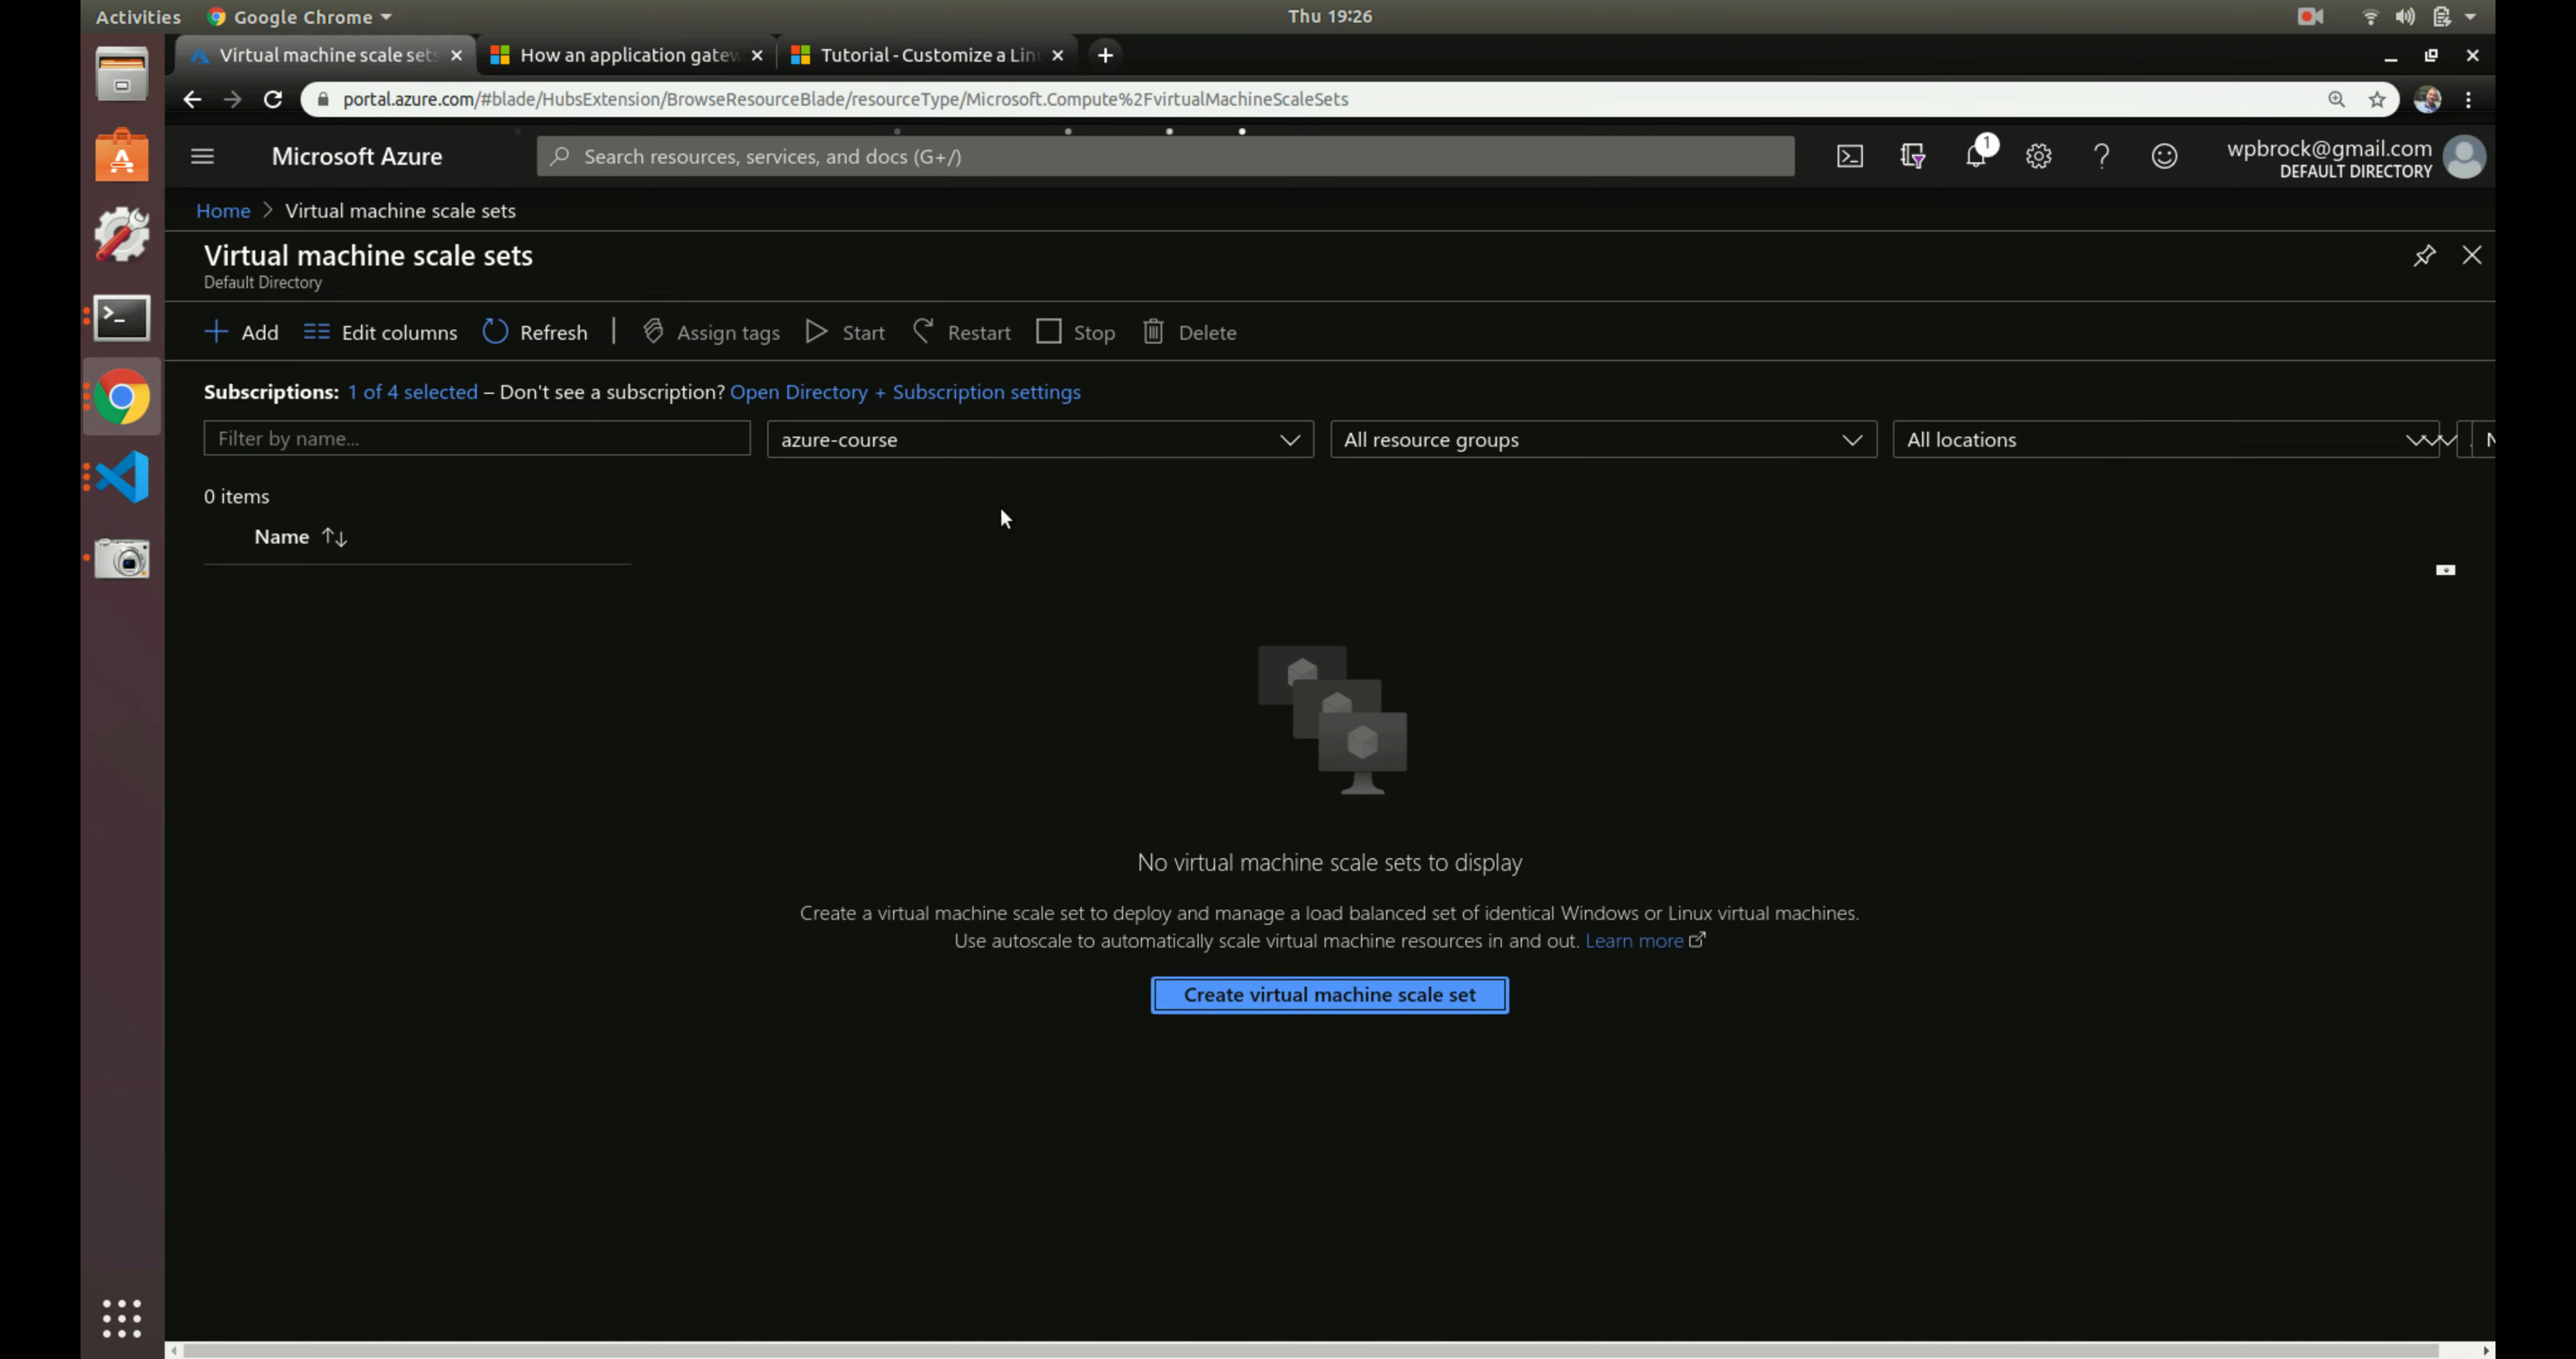 Activities
Google Chrome
Thu 19:26
Virtual machine scale sets
How an application gatew
Tutorial - Customize a Lin
portal.azure.com/#blade/HubsExtension/BrowseResourceBlade/resourceType/Microsoft.Compute%2FvirtualMachineScaleSets
Microsoft Azure
Search resources, services, and docs (G+/)
1
wpbrock@gmail.com
DEFAULT DIRECTORY
Home > Virtual machine scale sets
Virtual machine scale sets
Default Directory
Add
Edit columns
Refresh
Assign tags
Start
Restart
Stop
Delete
Subscriptions: 1 of 4 selected – Don't see a subscription? Open Directory + Subscription settings
Filter by name...
azure-course
All resource groups
All locations
0 items
Name
No virtual machine scale sets to display
Create a virtual machine scale set to deploy and manage a load balanced set of identical Windows or Linux virtual machines.
Use autoscale to automatically scale virtual machine resources in and out. Learn more
Create virtual machine scale set